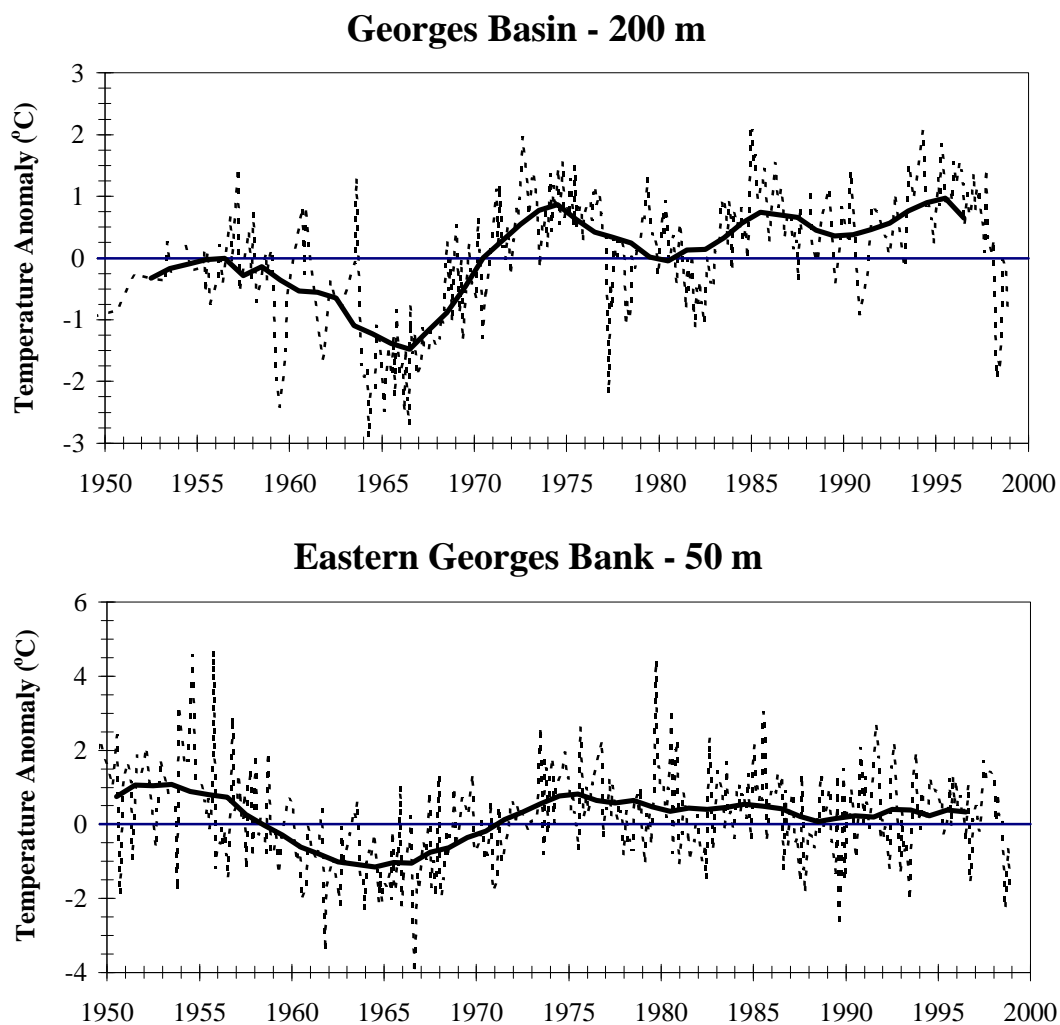 Georges Basin - 200 m
Temperature Anomaly (ºC)
3
2
1
0
-1
-2
-3
1950 1955 1960 1965 1970 1975 1980 1985 1990 1995 2000
Eastern Georges Bank - 50 m
Temperature Anomaly (ºC)
6
4
2
0
-2
-4
1950 1955 1960 1965 1970 1975 1980 1985 1990 1995 2000